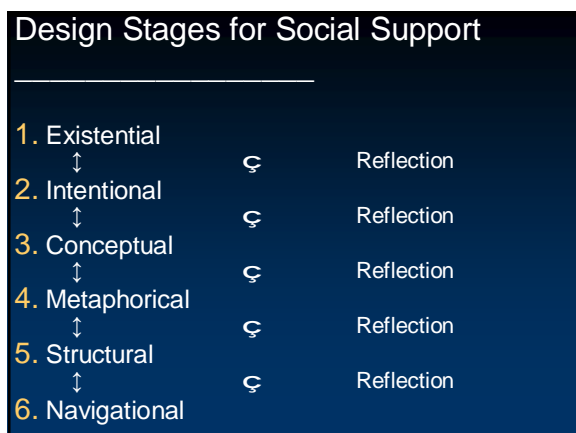 Design Stages for Social Support
____________________
1. Existential
↕ ç Reflection
2. Intentional
↕ ç Reflection
3. Conceptual
↕ ç Reflection
4. Metaphorical
↕ ç Reflection
5. Structural
↕ ç Reflection
6. Navigational